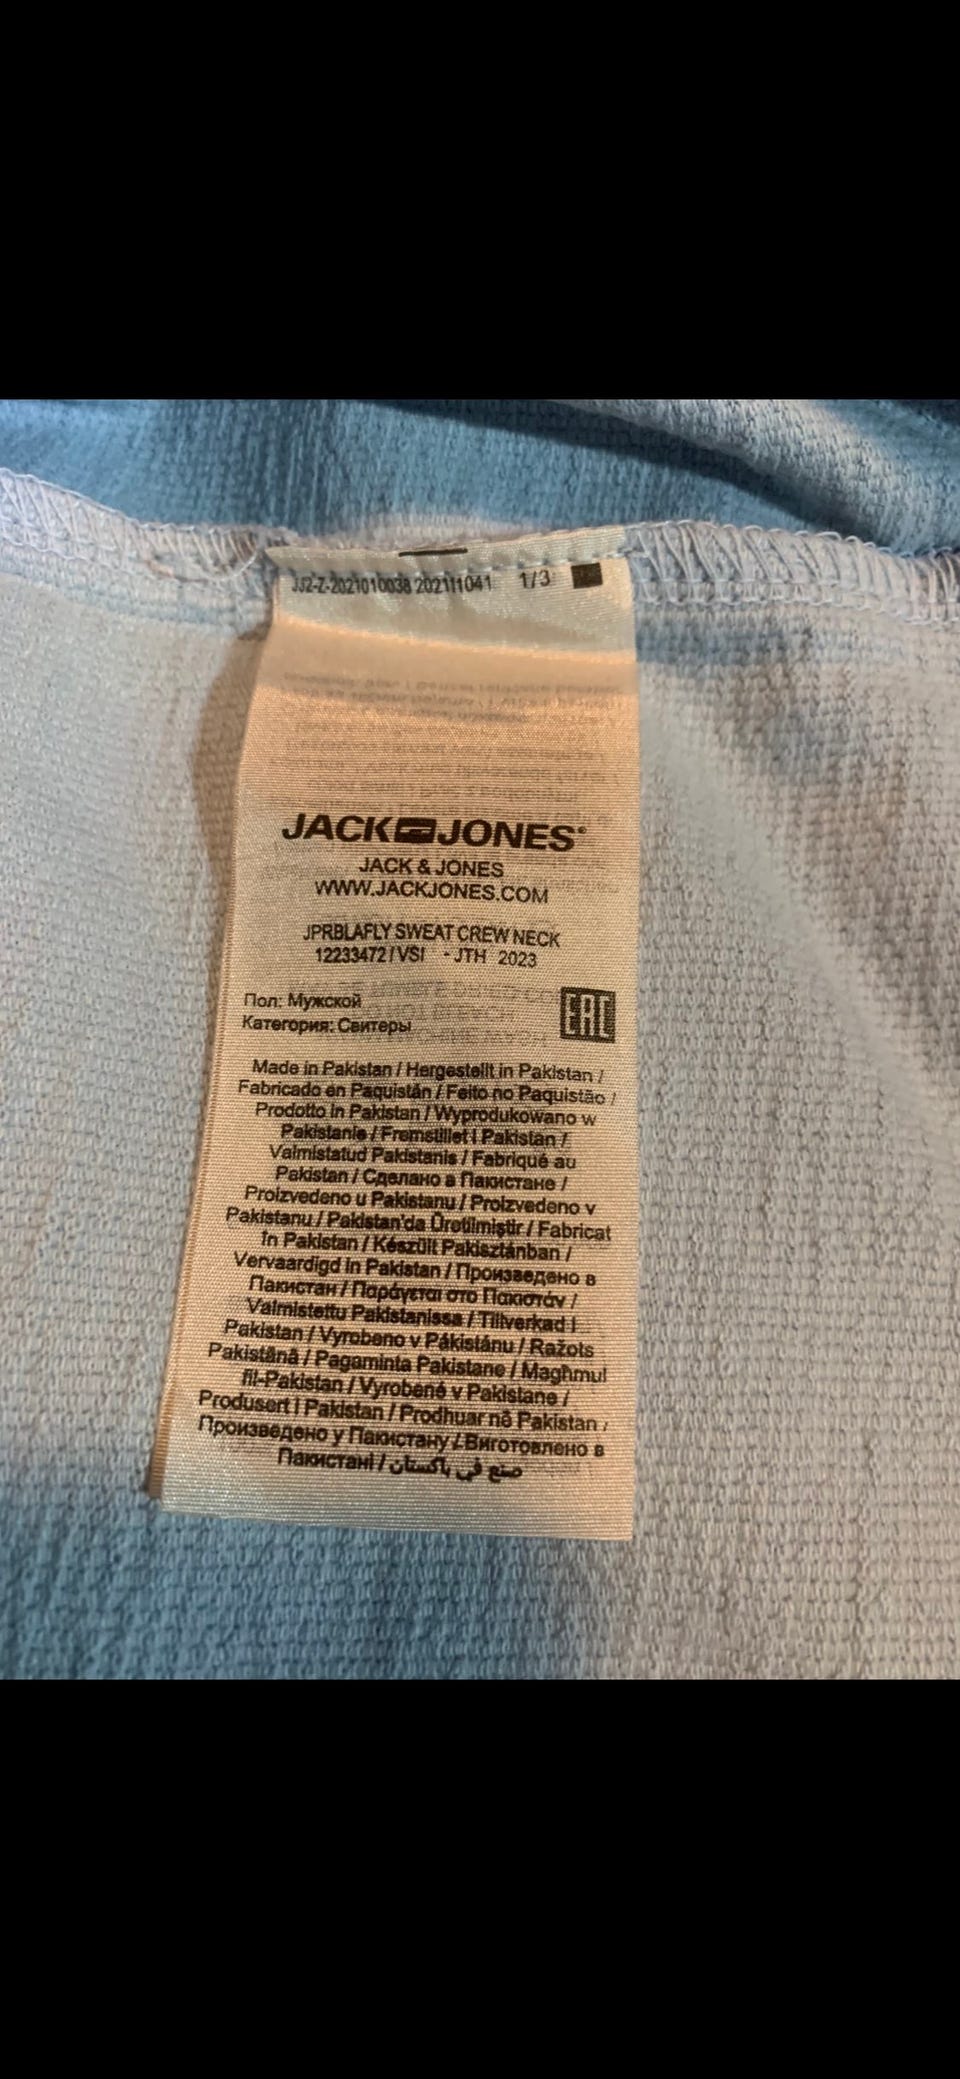 JJ2-Z-2021010038 202111041 1/3
JACK JONES®
JACK & JONES
WWW.JACKJONES.COM
JPRBLAFLY SWEAT CREW NECK
12233472 / VSI - JTH 2023
Пол: Мужской
Категория: Свитеры
EAC
Made in Pakistan / Hergestellt in Pakistan /
Fabricado en Paquistán / Feito no Paquistão /
Prodotto in Pakistan / Wyprodukowano w
Pakistanie / Fremstillet i Pakistan /
Valmistatud Pakistanis / Fabriqué au
Pakistan / Сделано в Пакистане /
Proizvedeno u Pakistanu / Proizvedeno v
Pakistanu / Pakistan'da Üretilmiştir / Fabricat
în Pakistan / Készült Pakisztánban /
Vervaardigd in Pakistan / Произведено в
Пакистан / Παράγεται στο Πακιστάν /
Valmistettu Pakistanissa / Tillverkad i
Pakistan / Vyrobeno v Pákistánu / Ražots
Pakistānā / Pagaminta Pakistane / Magħmul
fil-Pakistan / Vyrobené v Pakistane /
Produsert i Pakistan / Prodhuar në Pakistan /
Произведено у Пакистану / Виготовлено в
Пакистані / صنع في باكستان